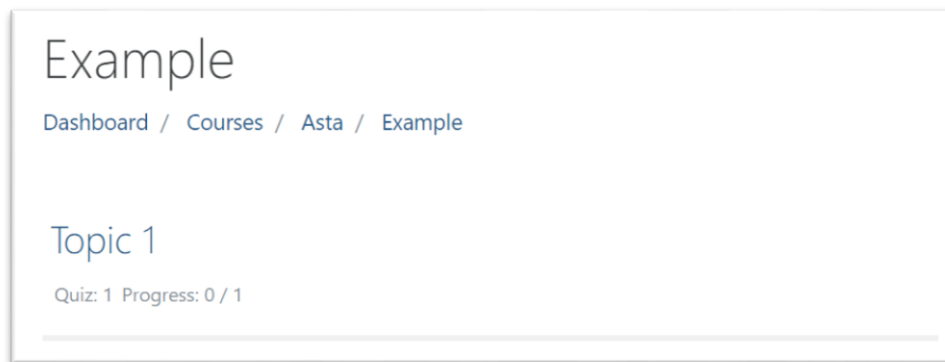 Example
Dashboard / Courses / Asta / Example
Topic 1
Quiz: 1 Progress: 0 / 1